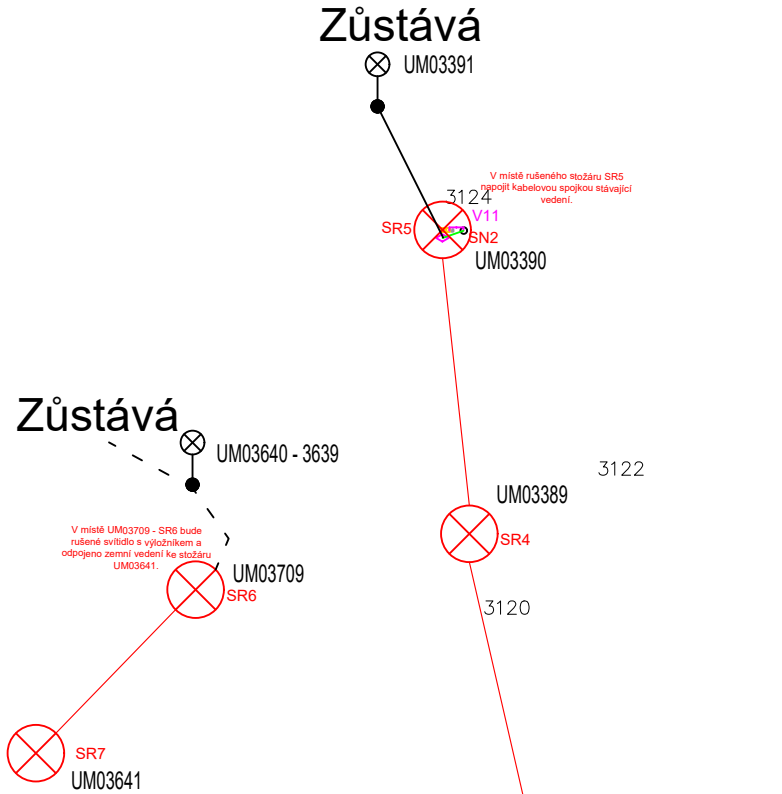 Zůstává
UM03391
V místě rušeného stožáru SR5
napojit kabelovou spojkou stávající
vedení.
3124
V11
SR5
SN2
UM03390
Zůstává
UM03640 - 3639
3122
UM03389
V místě UM03709 - SR6 bude
rušené svítidlo s výložníkem a
odpojeno zemní vedení ke stožáru
UM03641.
SR4
UM03709
SR6
3120
SR7
UM03641